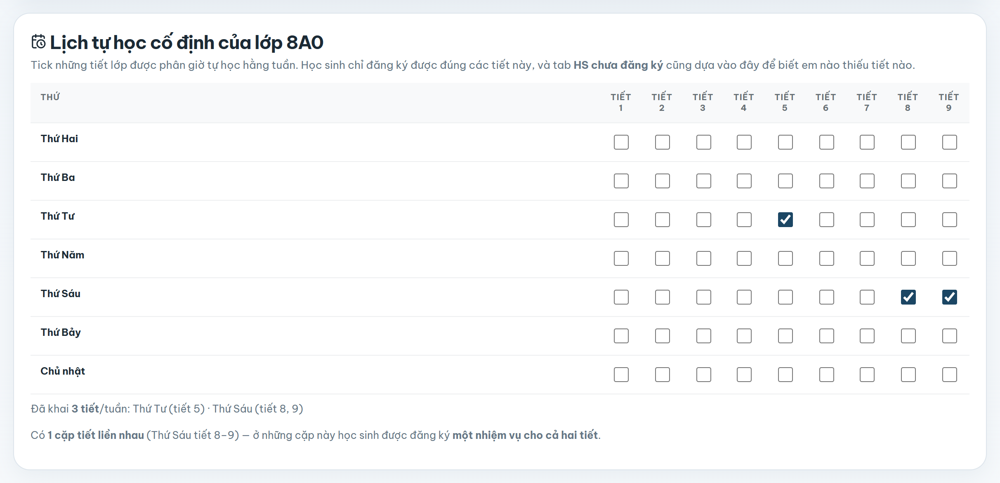 Lịch tự học cố định của lớp 8A0
Tick những tiết lớp được phân giờ tự học hằng tuần. Học sinh chỉ đăng ký được đúng các tiết này, và tab HS chưa đăng ký cũng dựa vào đây để biết em nào thiếu tiết nào.
THỨ TIẾT 1 TIẾT 2 TIẾT 3 TIẾT 4 TIẾT 5 TIẾT 6 TIẾT 7 TIẾT 8 TIẾT 9
Thứ Hai
Thứ Ba
Thứ Tư
Thứ Năm
Thứ Sáu
Thứ Bảy
Chủ nhật
Đã khai 3 tiết/tuần: Thứ Tư (tiết 5) · Thứ Sáu (tiết 8, 9)
Có 1 cặp tiết liền nhau (Thứ Sáu tiết 8–9) — ở những cặp này học sinh được đăng ký một nhiệm vụ cho cả hai tiết.